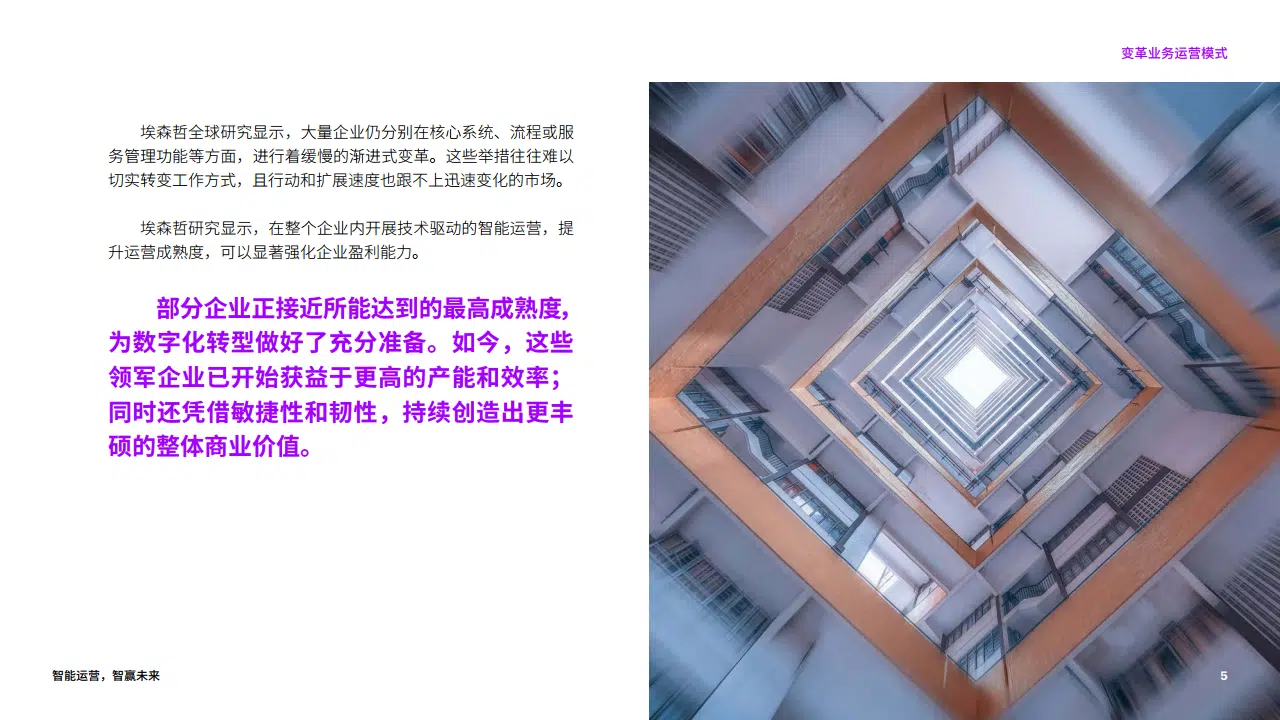 变革业务运营模式
埃森哲全球研究显示，大量企业仍分别在核心系统、流程或服
务管理功能等方面，进行着缓慢的渐进式变革。这些举措往往难以
切实转变工作方式，且行动和扩展速度也跟不上迅速变化的市场。
埃森哲研究显示，在整个企业内开展技术驱动的智能运营，提
升运营成熟度，可以显著强化企业盈利能力。
部分企业正接近所能达到的最高成熟度，
为数字化转型做好了充分准备。如今，这些
领军企业已开始获益于更高的产能和效率；
同时还凭借敏捷性和韧性，持续创造出更丰
硕的整体商业价值。
智能运营，智赢未来
5